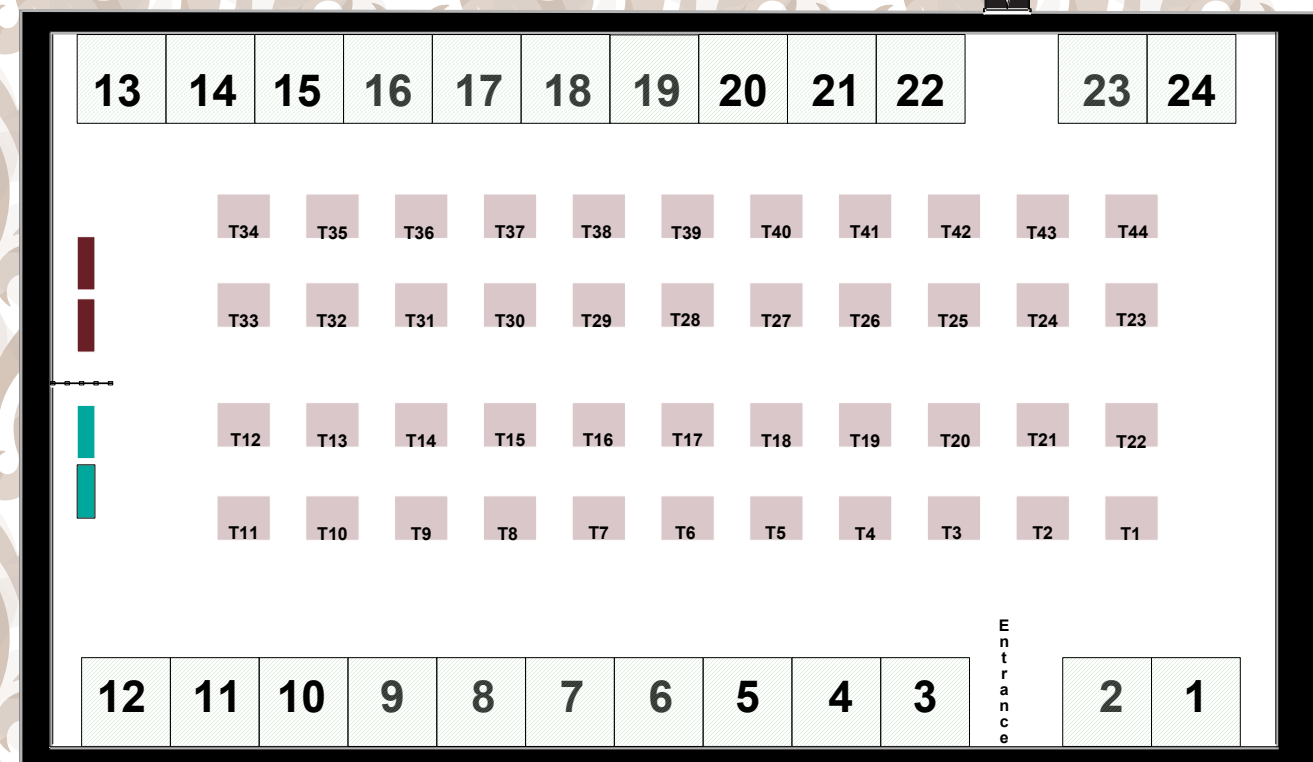 13 14 15 16 17 18 19 20 21 22 23 24
T34 T35 T36 T37 T38 T39 T40 T41 T42 T43 T44
T33 T32 T31 T30 T29 T28 T27 T26 T25 T24 T23
T12 T13 T14 T15 T16 T17 T18 T19 T20 T21 T22
T11 T10 T9 T8 T7 T6 T5 T4 T3 T2 T1
Entrance
12 11 10 9 8 7 6 5 4 3 2 1